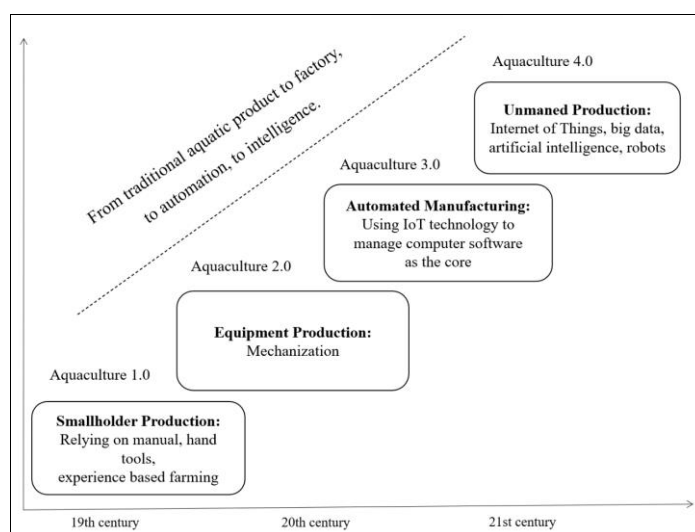 From traditional aquatic product to factory,
to automation, to intelligence.
Aquaculture 4.0
Unmaned Production:
Internet of Things, big data,
artificial intelligence, robots
Aquaculture 3.0
Automated Manufacturing:
Using IoT technology to
manage computer software
as the core
Aquaculture 2.0
Equipment Production:
Mechanization
Aquaculture 1.0
Smallholder Production:
Relying on manual, hand
tools,
experience based farming
19th century
20th century
21st century